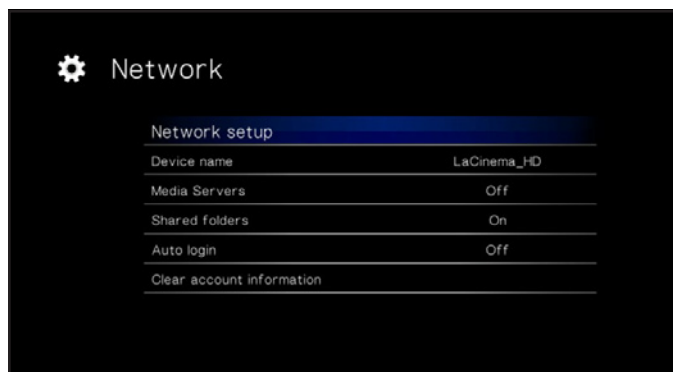 Network
Network setup
Device name LaCinema_HD
Media Servers Off
Shared folders On
Auto login Off
Clear account information